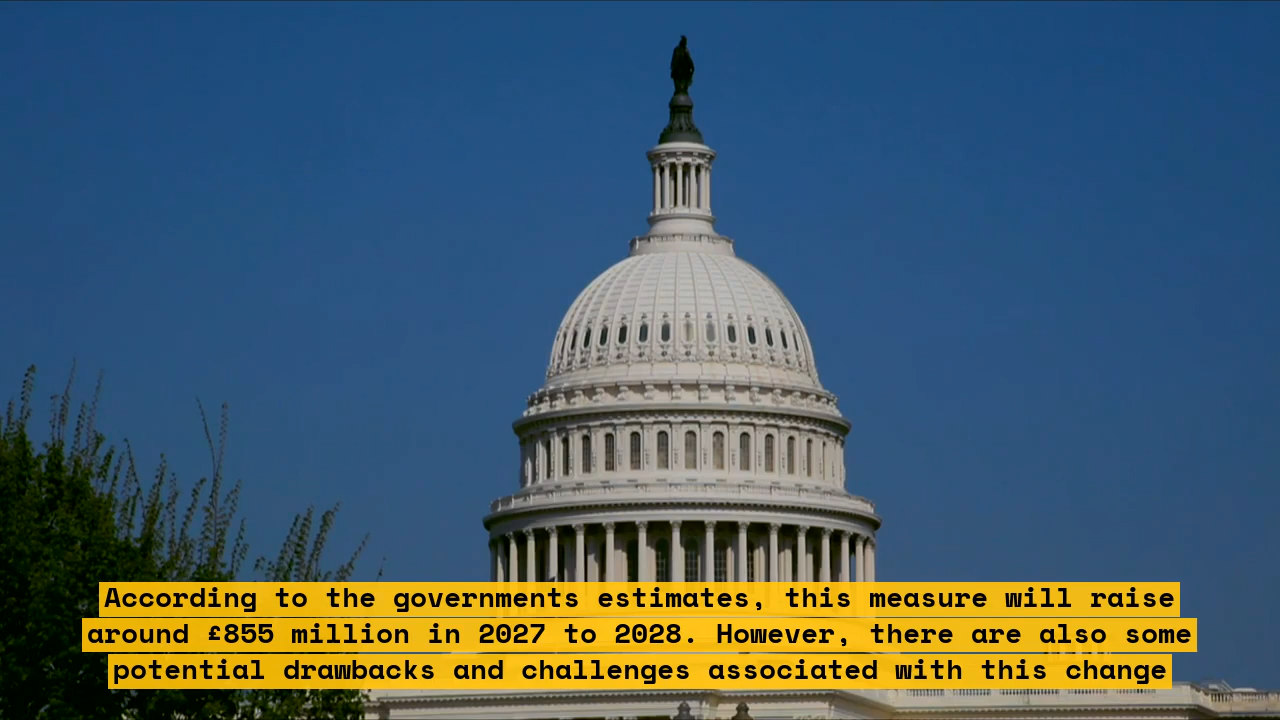 According to the governments estimates, this measure will raise
around £855 million in 2027 to 2028. However, there are also some
potential drawbacks and challenges associated with this change